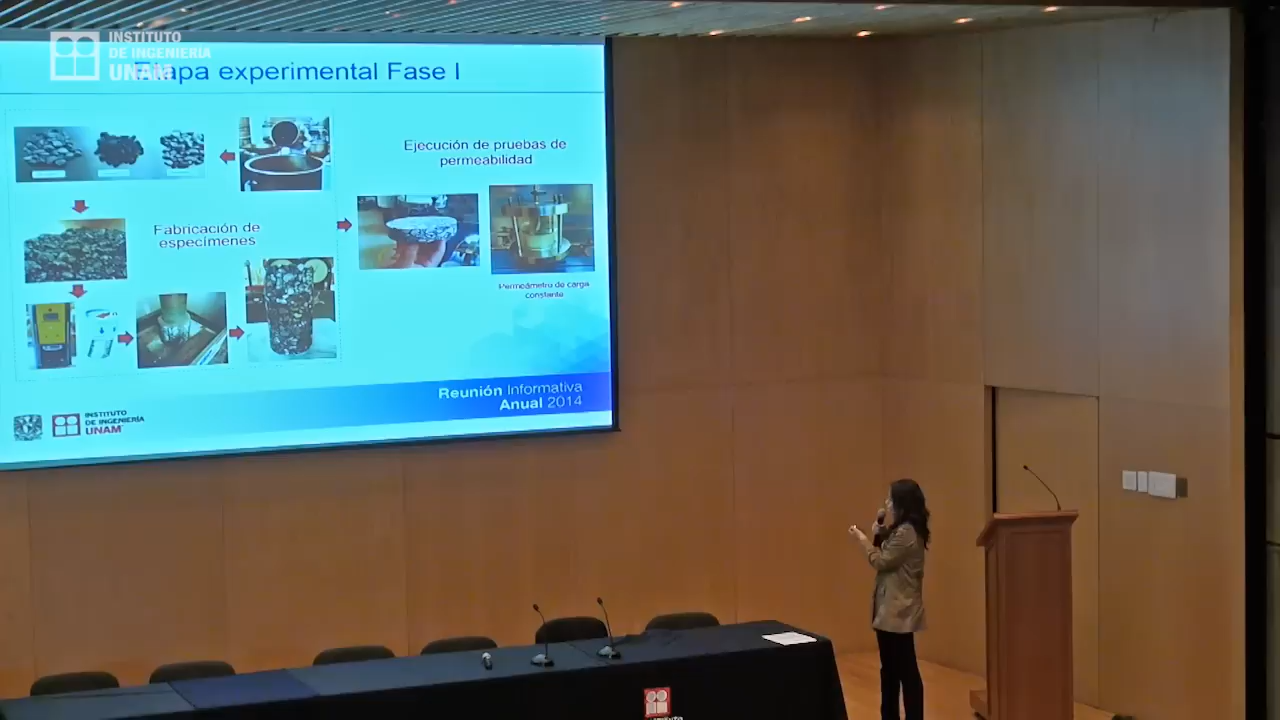 INSTITUTO
DE INGENIERÍA
UNAM
Etapa experimental Fase I
Ejecución de pruebas de
permeabilidad
Fabricación de
especímenes
Permeámetro de carga
constante
Reunión Informativa
Anual 2014
INSTITUTO
DE INGENIERÍA
UNAM